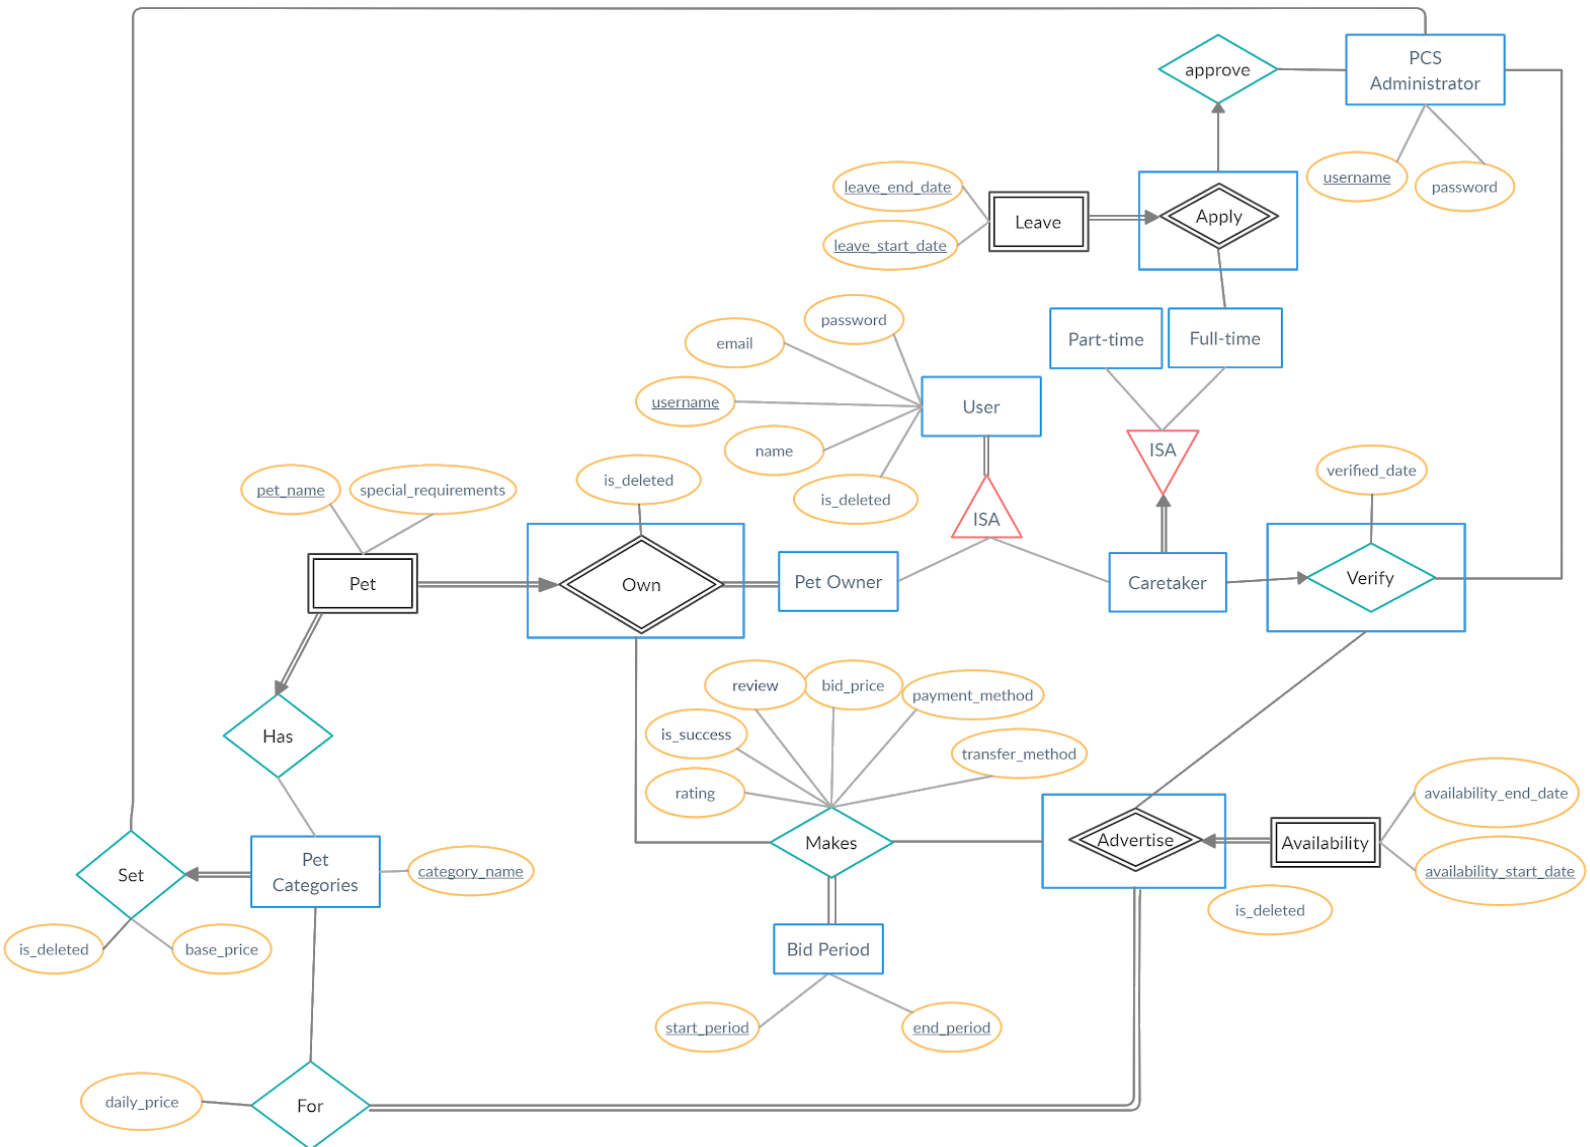 PCS
Administrator
approve
username
password
leave_end_date
leave_start_date
Leave
Apply
Part-time
Full-time
password
email
username
name
is_deleted
User
ISA
ISA
verified_date
pet_name
special_requirements
is_deleted
Pet
Own
Pet Owner
Caretaker
Verify
Has
review
bid_price
payment_method
is_success
transfer_method
rating
Makes
Advertise
Availability
availability_end_date
availability_start_date
is_deleted
Set
Pet
Categories
category_name
is_deleted
base_price
Bid Period
start_period
end_period
daily_price
For